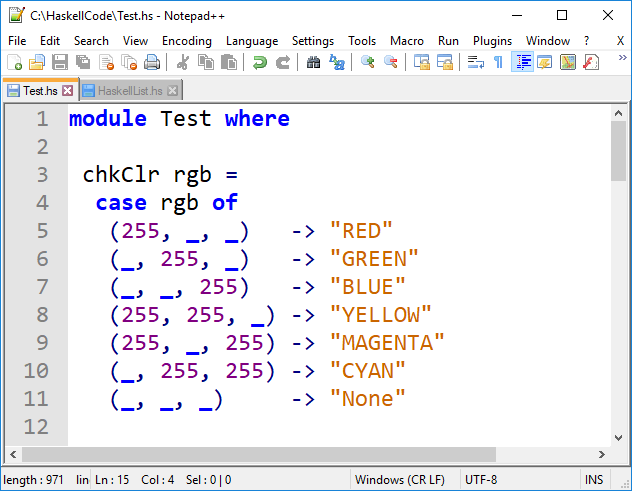 C:\HaskellCode\Test.hs - Notepad++
File Edit Search View Encoding Language Settings Tools Macro Run Plugins Window ? X
Test.hs HaskellList.hs
1 module Test where
2
3 chkClr rgb =
4 case rgb of
5 (255, _, _) -> "RED"
6 (_, 255, _) -> "GREEN"
7 (_, _, 255) -> "BLUE"
8 (255, 255, _) -> "YELLOW"
9 (255, _, 255) -> "MAGENTA"
10 (_, 255, 255) -> "CYAN"
11 (_, _, _) -> "None"
12
length : 971 lin Ln : 15 Col : 4 Sel : 0 | 0 Windows (CR LF) UTF-8 INS